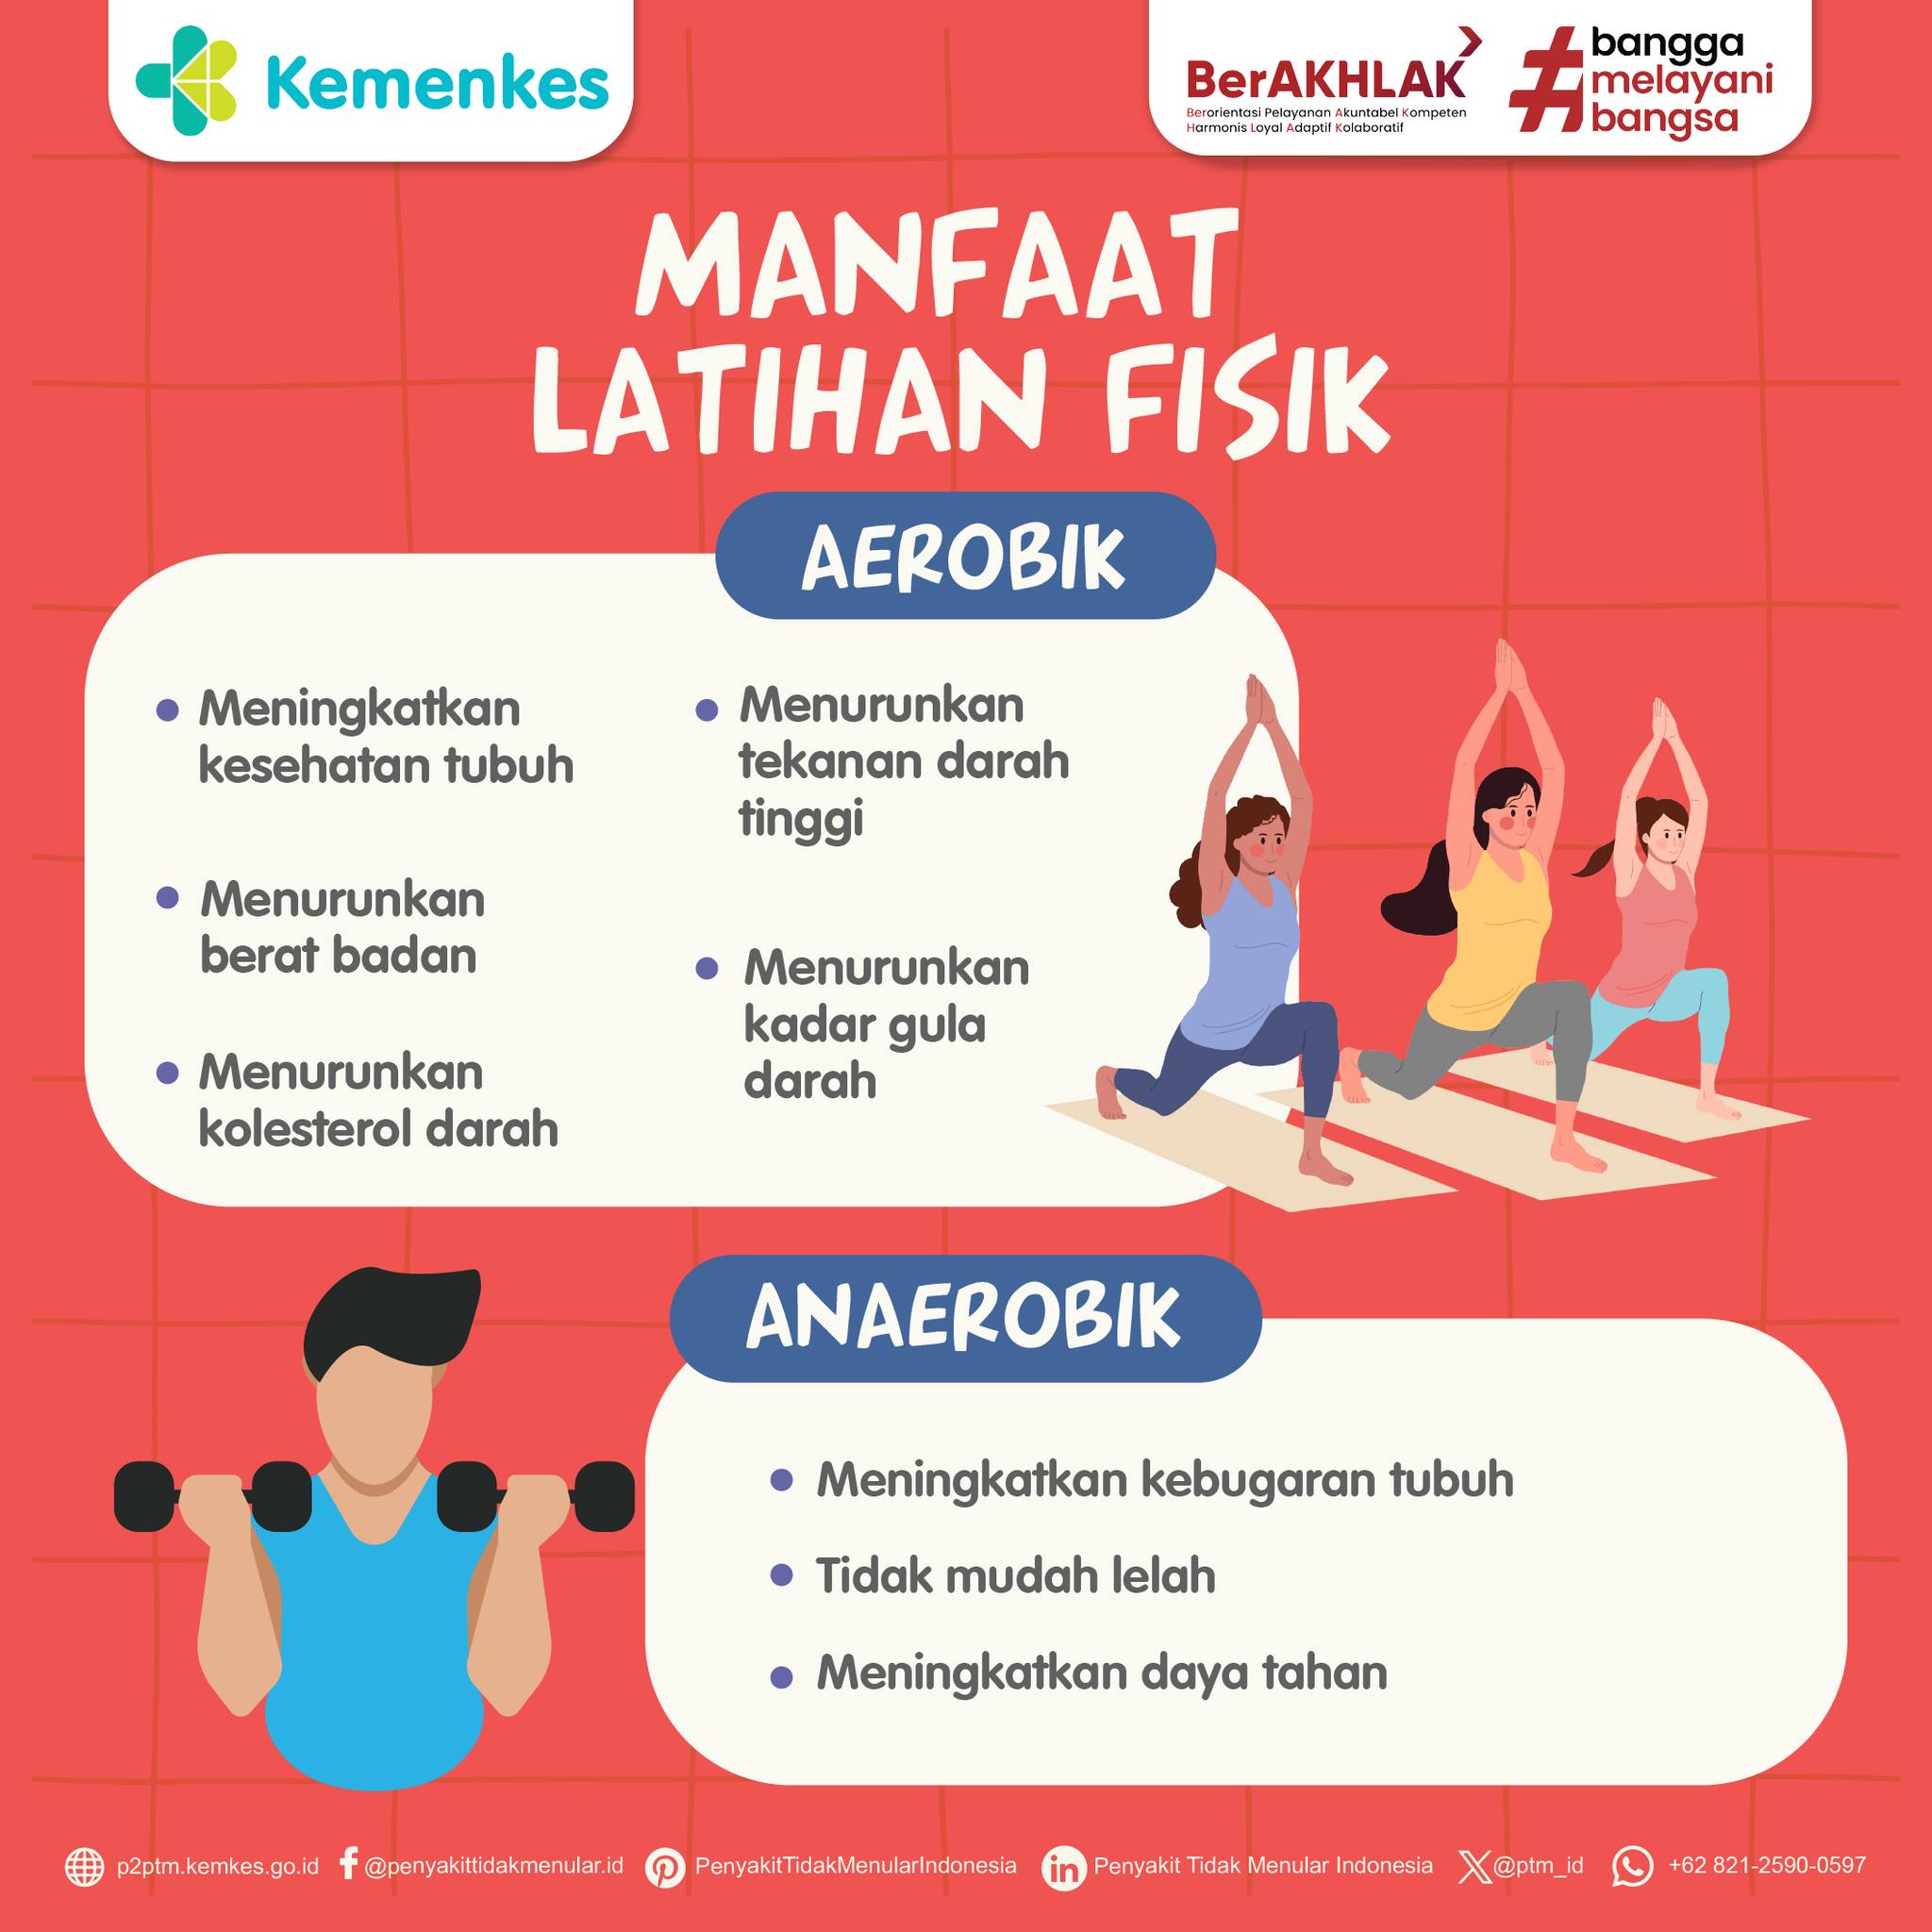 Kemenkes
BerAKHLAK
Berorientasi Pelayanan Akuntabel Kompeten
Harmonis Loyal Adaptif Kolaboratif
#bangga
melayani
bangsa
MANFAAT
LATIHAN FISIK
AEROBIK
Meningkatkan
kesehatan tubuh
Menurunkan
berat badan
Menurunkan
kolesterol darah
Menurunkan
tekanan darah
tinggi
Menurunkan
kadar gula
darah
ANAEROBIK
Meningkatkan kebugaran tubuh
Tidak mudah lelah
Meningkatkan daya tahan
p2ptm.kemkes.go.id @penyakittidakmenular.id PenyakitTidakMenularIndonesia Penyakit Tidak Menular Indonesia @ptm_id +62 821-2590-0597